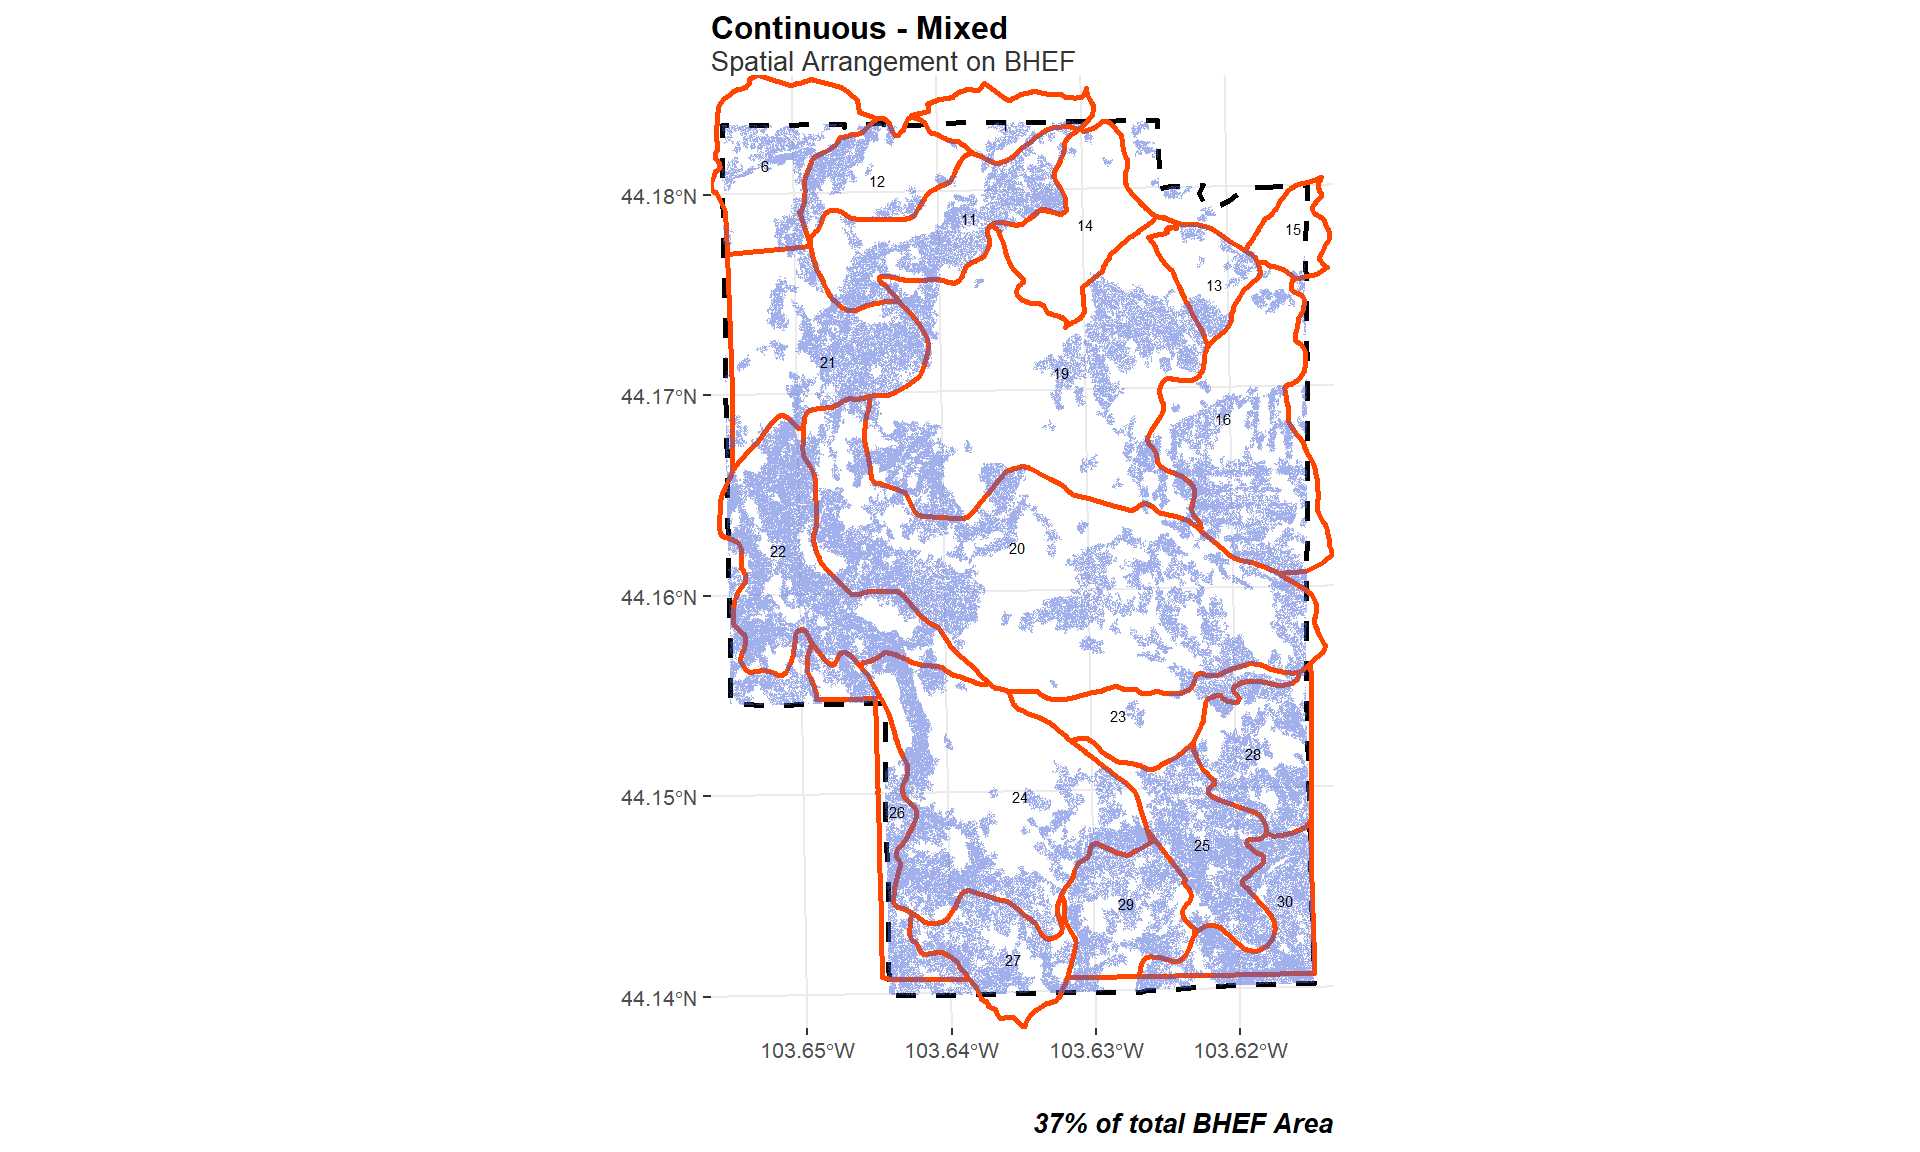 Continuous - Mixed
Spatial Arrangement on BHEF
6
12
11
14
15
13
44.18°N
21
19
44.17°N
16
22
20
44.16°N
23
28
24
44.15°N
26
25
29
30
27
44.14°N
103.65°W 103.64°W 103.63°W 103.62°W
37% of total BHEF Area